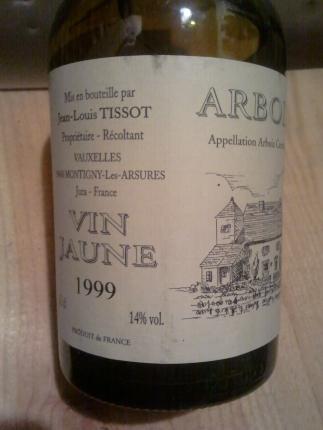 Mis en bouteille par
Jean-Louis TISSOT
Propriétaire - Récoltant
VAUXELLES
MONTIGNY-Les-ARSURES
Jura - France
VIN
JAUNE
1999
14% vol.
PRODUIT de FRANCE
ARBOI
Appellation Arbois Con